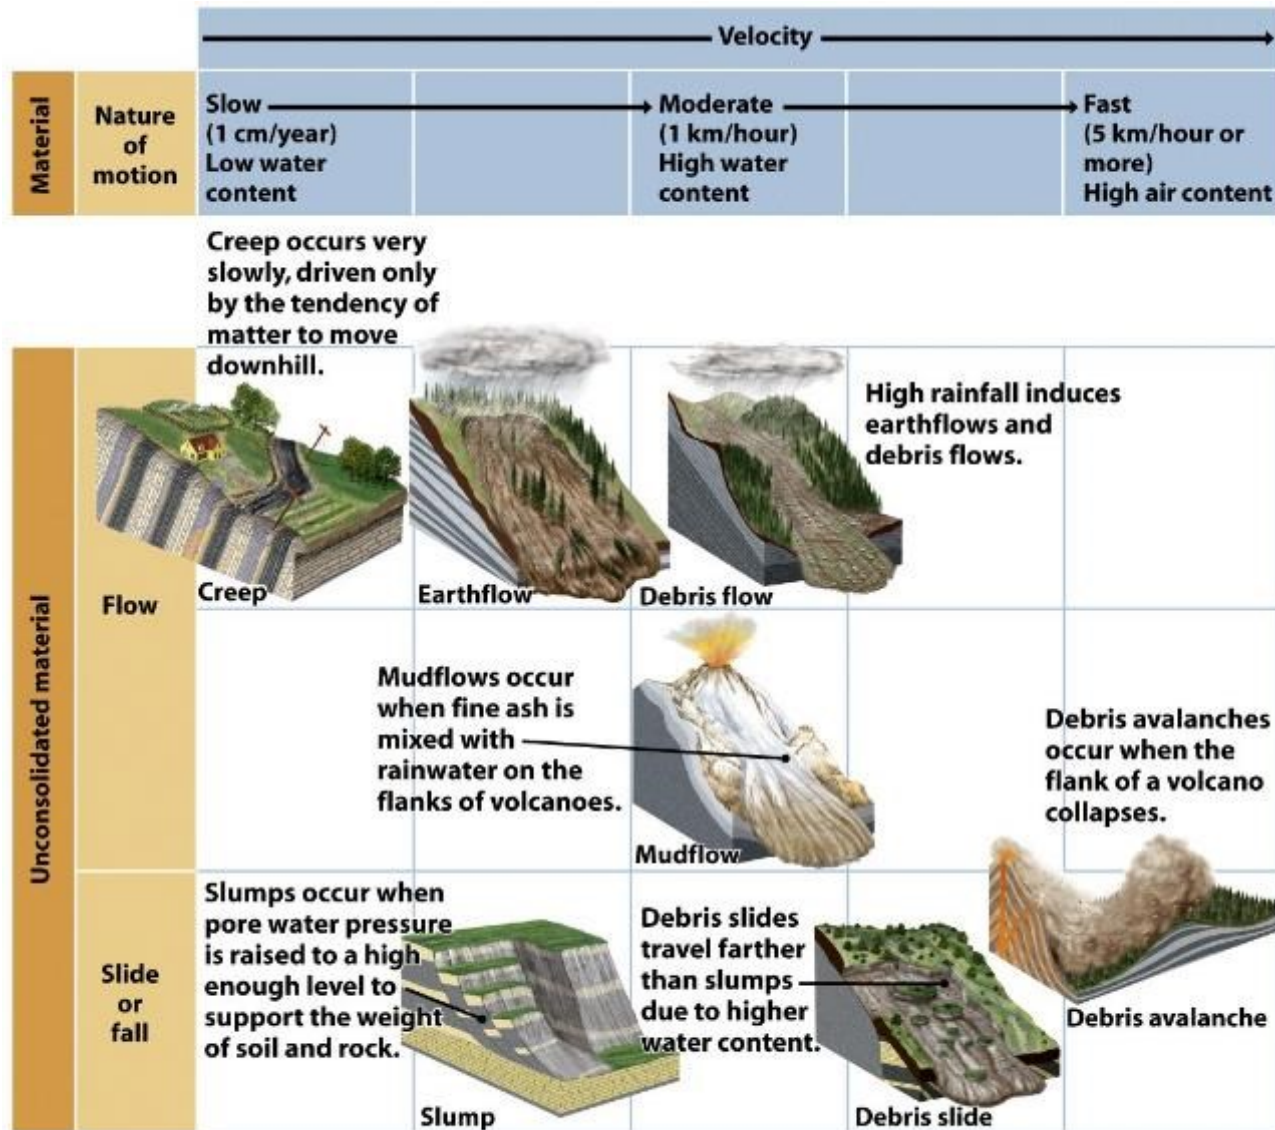 Velocity
Material
Nature
of
motion
Slow
(1 cm/year)
Low water
content
Moderate
(1 km/hour)
High water
content
Fast
(5 km/hour or
more)
High air content
Creep occurs very
slowly, driven only
by the tendency of
matter to move
downhill.
Unconsolidated material
Flow
High rainfall induces
earthflows and
debris flows.
Creep
Earthflow
Debris flow
Mudflows occur
when fine ash is
mixed with
rainwater on the
flanks of volcanoes.
Mudflow
Debris avalanches
occur when the
flank of a volcano
collapses.
Slide
or
fall
Slumps occur when
pore water pressure
is raised to a high
enough level to
support the weight
of soil and rock.
Slump
Debris slides
travel farther
than slumps
due to higher
water content.
Debris slide
Debris avalanche